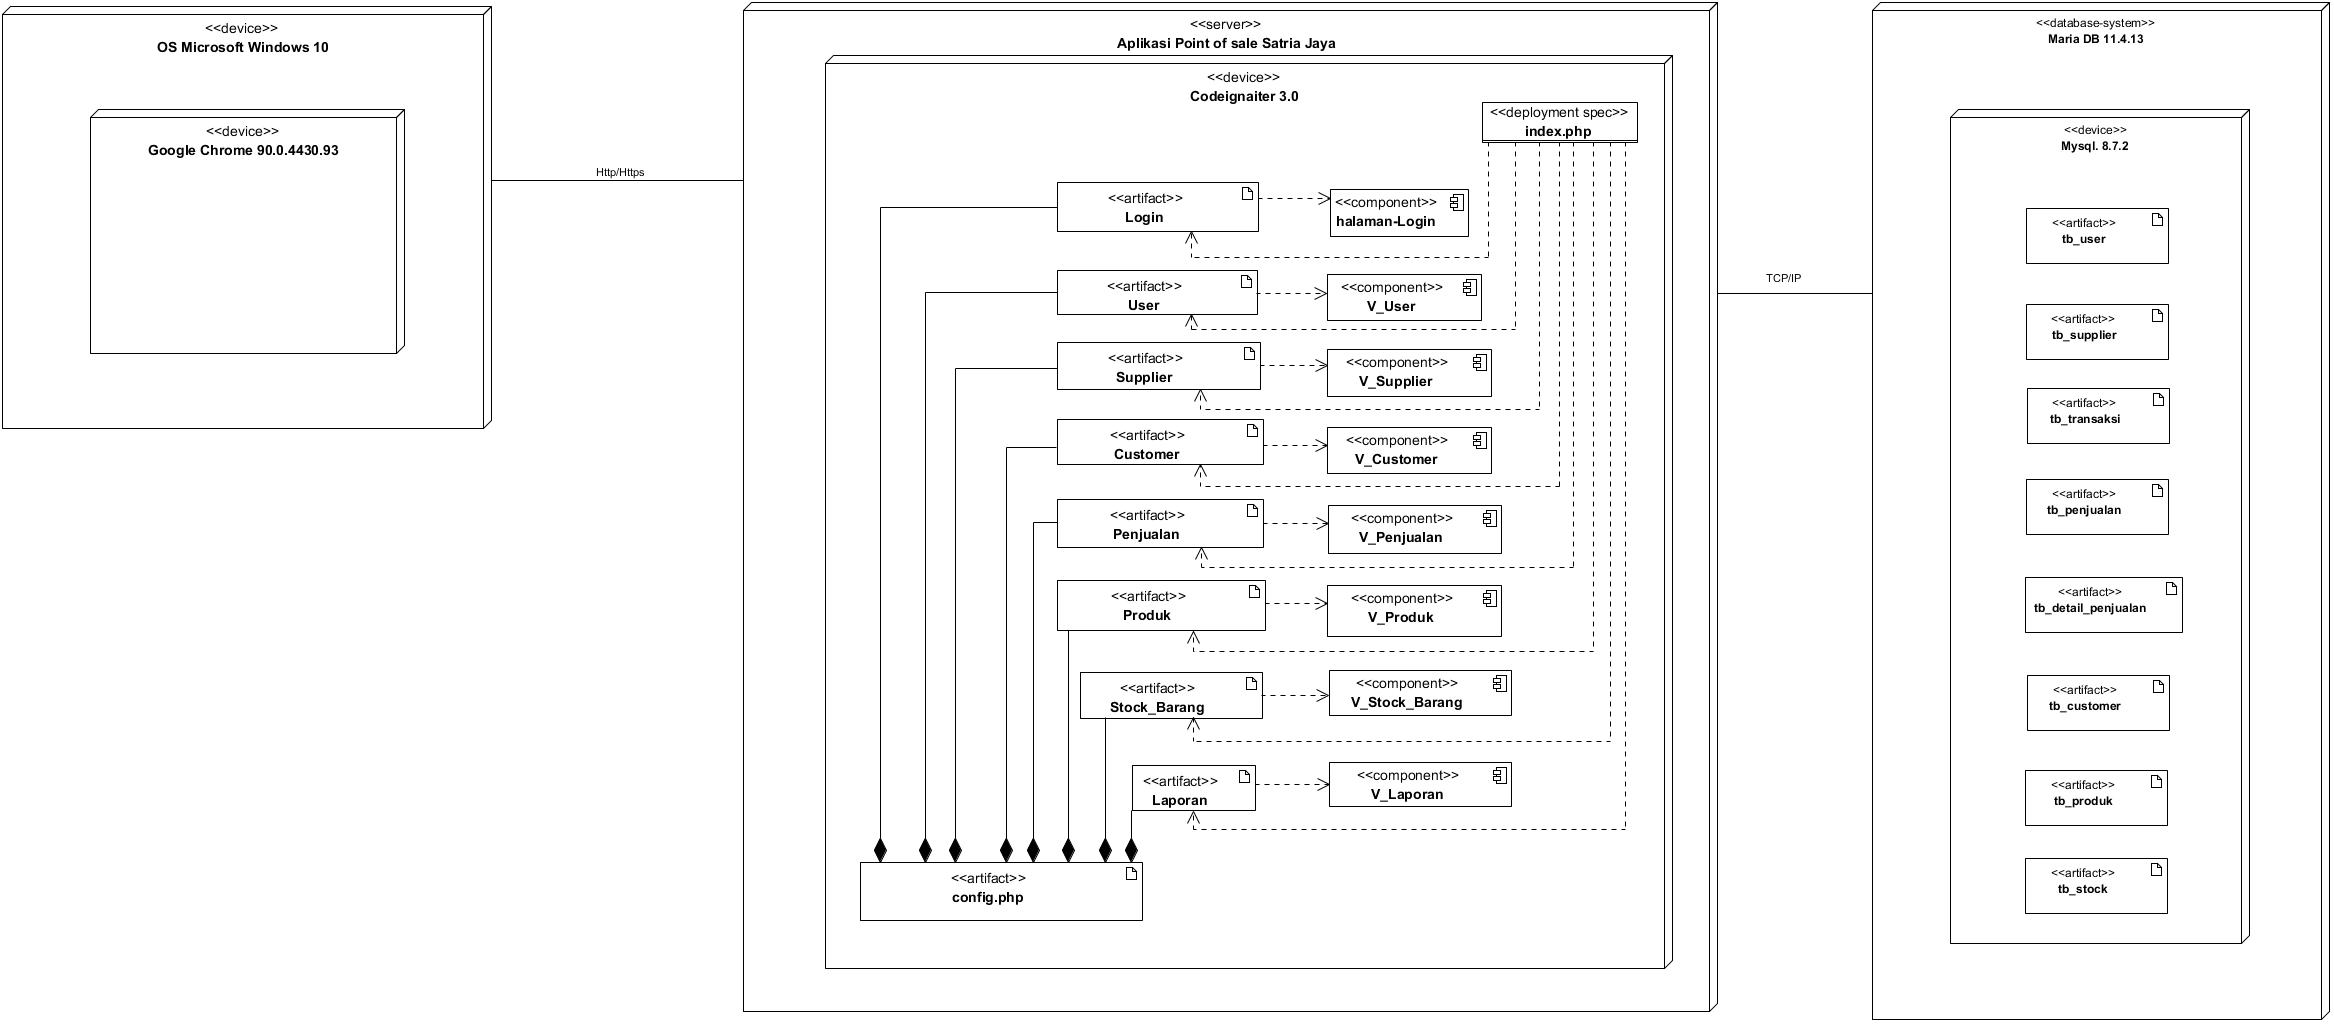 <<device>>
OS Microsoft Windows 10
<<device>>
Google Chrome 90.0.4430.93
Http/Https
<<server>>
Aplikasi Point of sale Satria Jaya
<<device>>
Codeignaiter 3.0
<<deployment spec>>
index.php
<<artifact>>
Login
<<component>>
halaman-Login
<<artifact>>
User
<<component>>
V_User
<<artifact>>
Supplier
<<component>>
V_Supplier
<<artifact>>
Customer
<<component>>
V_Customer
<<artifact>>
Penjualan
<<component>>
V_Penjualan
<<artifact>>
Produk
<<component>>
V_Produk
<<artifact>>
Stock_Barang
<<component>>
V_Stock_Barang
<<artifact>>
Laporan
<<component>>
V_Laporan
<<artifact>>
config.php
TCP/IP
<<database-system>>
Maria DB 11.4.13
<<device>>
Mysql. 8.7.2
<<artifact>>
tb_user
<<artifact>>
tb_supplier
<<artifact>>
tb_transaksi
<<artifact>>
tb_penjualan
<<artifact>>
tb_detail_penjualan
<<artifact>>
tb_customer
<<artifact>>
tb_produk
<<artifact>>
tb_stock